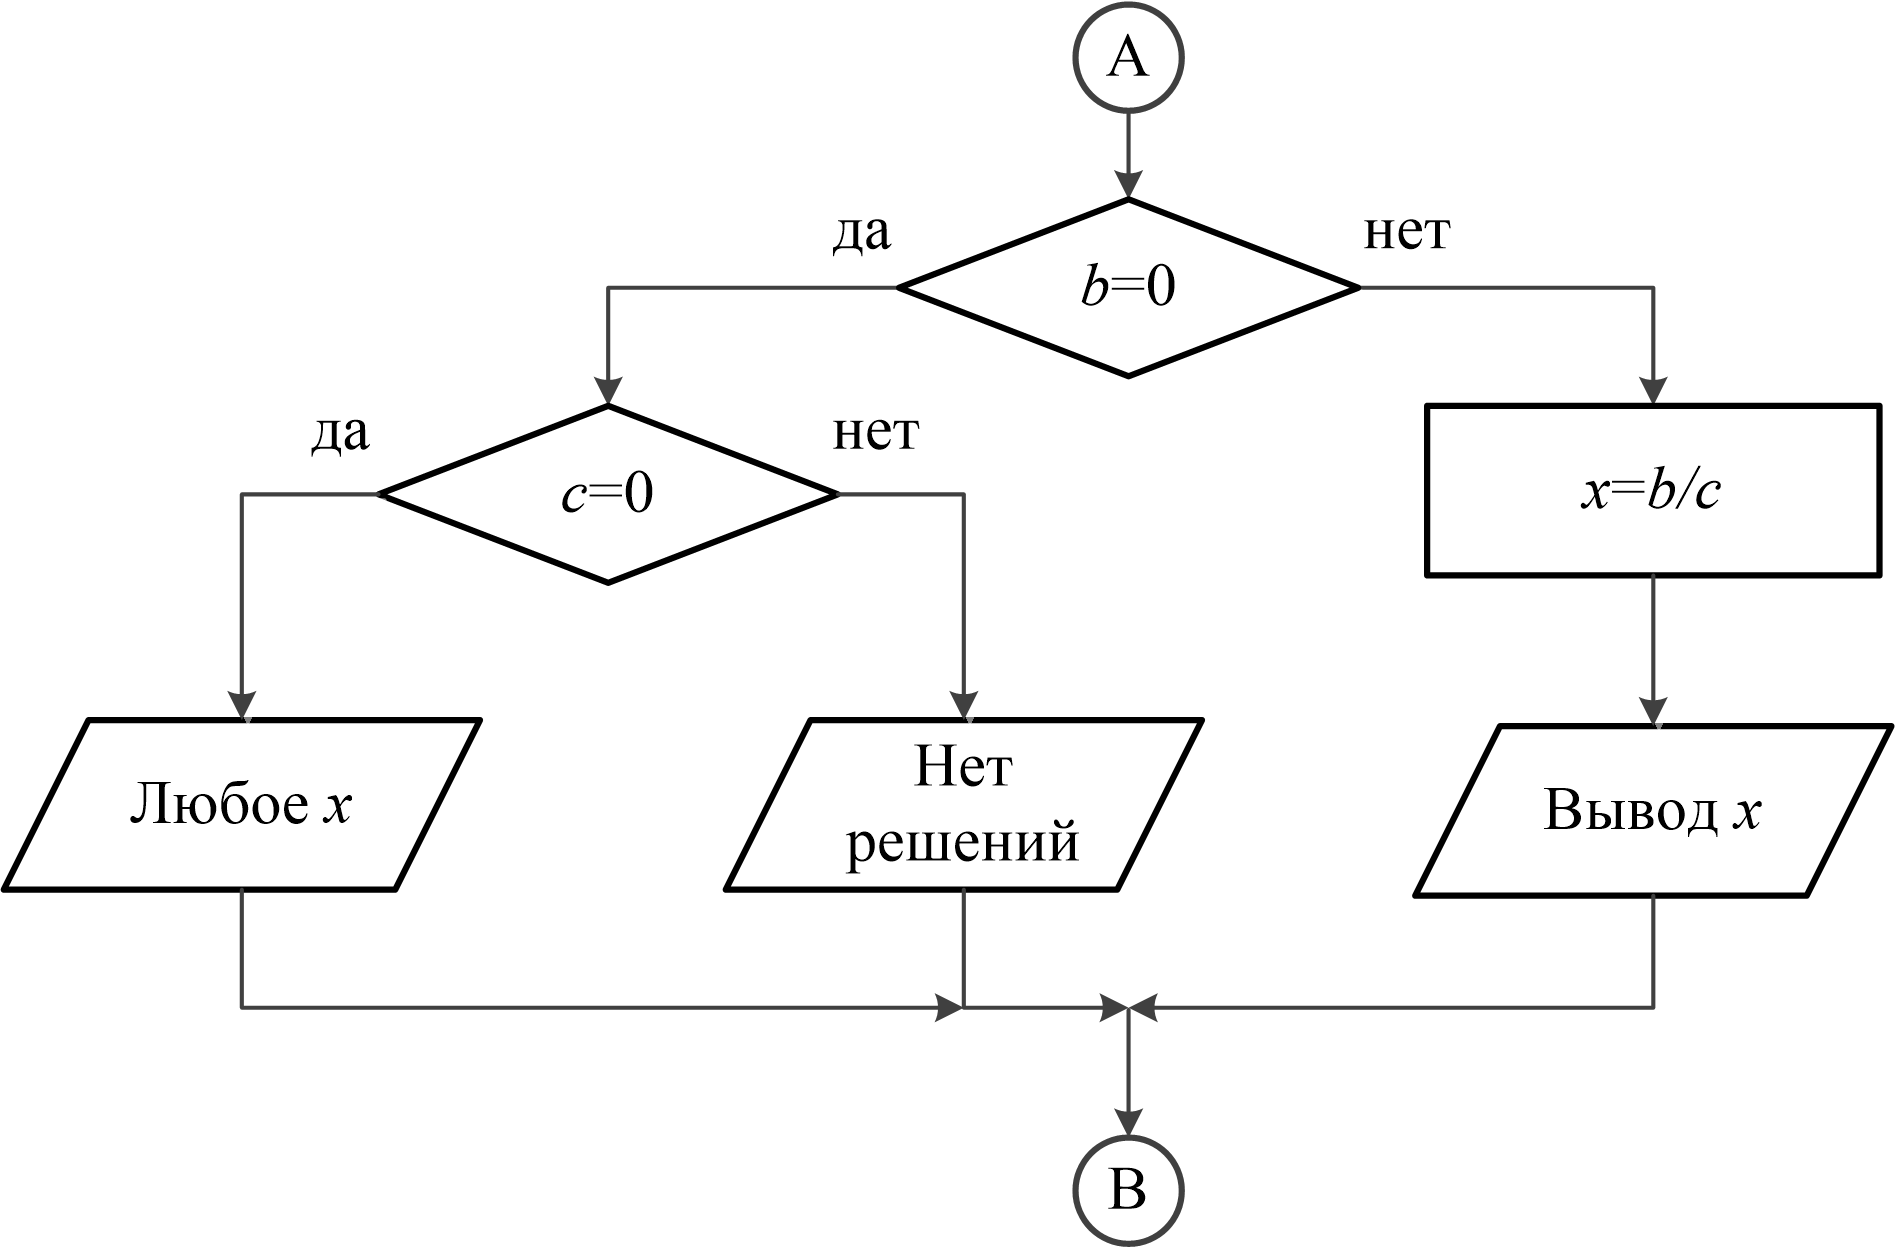 А
да
нет
b=0
да
нет
c=0
x=b/c
Любое x
Нет
решений
Вывод x
В